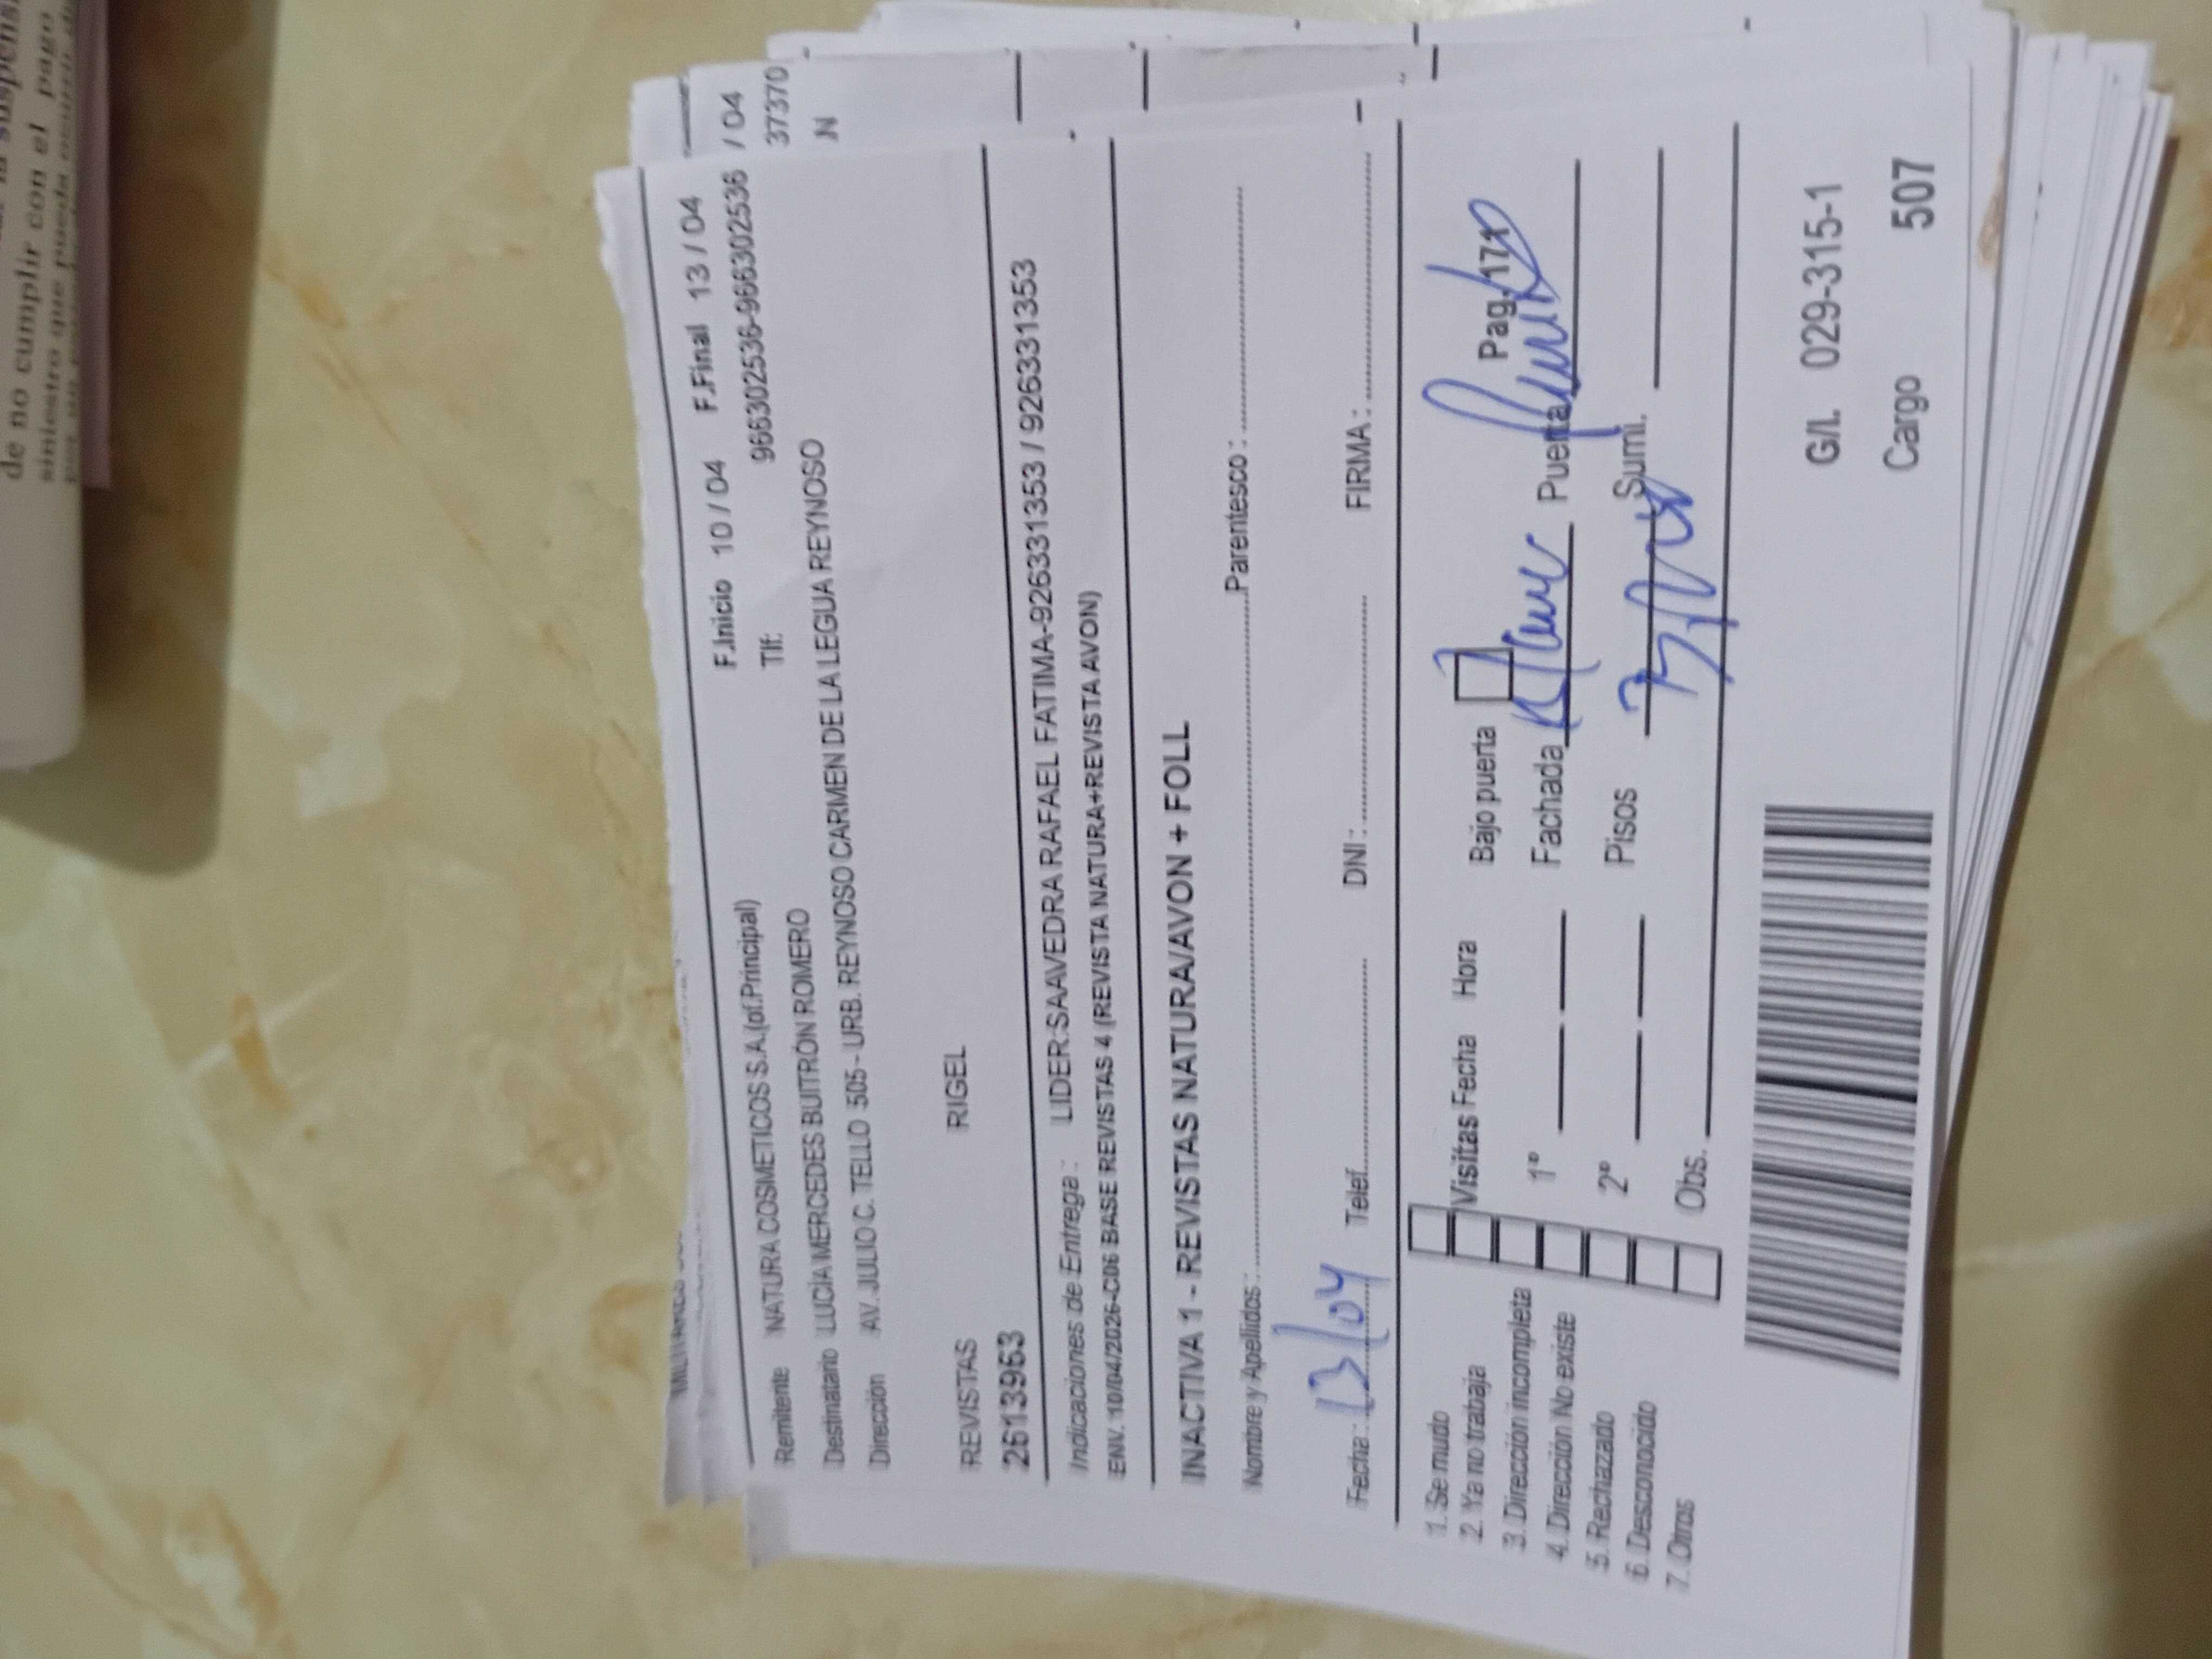 de no cumplir con el pago
siniestro que pueda
F.Inicio 10 / 04 F.Final 13 / 04
/ 04
Remitente NATURA COSMETICOS S.A.(of.Principal) Tlf: 966302536-966302536
37370
Destinatario LUCÍA MERCEDES BUITRÓN ROMERO
Dirección AV. JULIO C. TELLO 505 - URB. REYNOSO CARMEN DE LA LEGUA REYNOSO
REVISTAS RIGEL
2613963
Indicaciones de Entrega : LIDER:SAAVEDRA RAFAEL FATIMA-926331353 / 926331353
ENV. 10/04/2026-C06 BASE REVISTAS 4 (REVISTA NATURA+REVISTA AVON)
INACTIVA 1 - REVISTAS NATURA/AVON + FOLL
Nombre y Apellidos: Parentesco :
Fecha : 13/04 Telef. DNI : FIRMA :
1. Se mudo
2. Ya no trabaja
3. Dirección incompleta
4. Dirección No existe
5. Rechazado
6. Desconocido
7. Otros
Visitas Fecha Hora Bajo puerta Pag. 171
1° Fachada Puerta
2° Pisos Sumi.
Obs.
G/L 029-315-1
Cargo 507